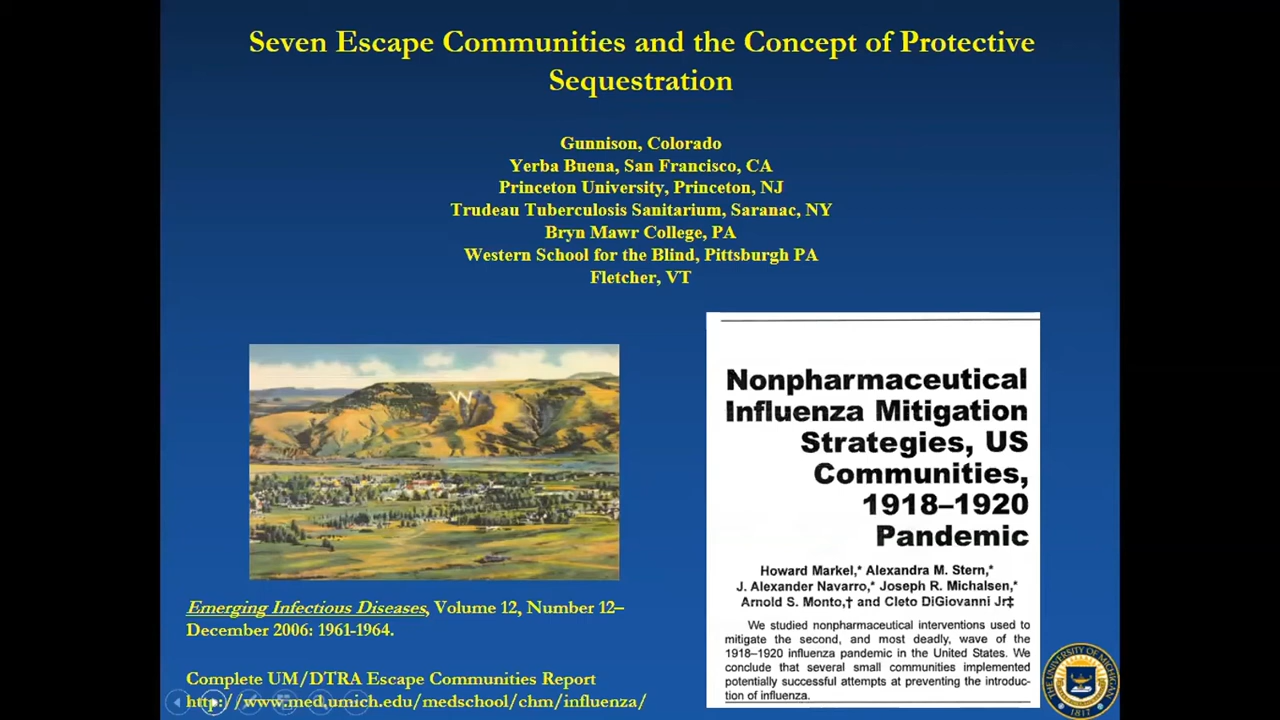 Seven Escape Communities and the Concept of Protective
Sequestration
Gunnison, Colorado
Yerba Buena, San Francisco, CA
Princeton University, Princeton, NJ
Trudeau Tuberculosis Sanitarium, Saranac, NY
Bryn Mawr College, PA
Western School for the Blind, Pittsburgh PA
Fletcher, VT
W
Emerging Infectious Diseases, Volume 12, Number 12–
December 2006: 1961-1964.
Complete UM/DTRA Escape Communities Report
http://www.med.umich.edu/medschool/chm/influenza/
Nonpharmaceutical
Influenza Mitigation
Strategies, US
Communities,
1918–1920
Pandemic
Howard Markel,* Alexandra M. Stern,*
J. Alexander Navarro,* Joseph R. Michalsen,*
Arnold S. Monto,† and Cleto DiGiovanni Jr‡
We studied nonpharmaceutical interventions used to
mitigate the second, and most deadly, wave of the
1918–1920 influenza pandemic in the United States. We
conclude that several small communities implemented
potentially successful attempts at preventing the introduc-
tion of influenza.
THE UNIVERSITY OF MICHIGAN
1817